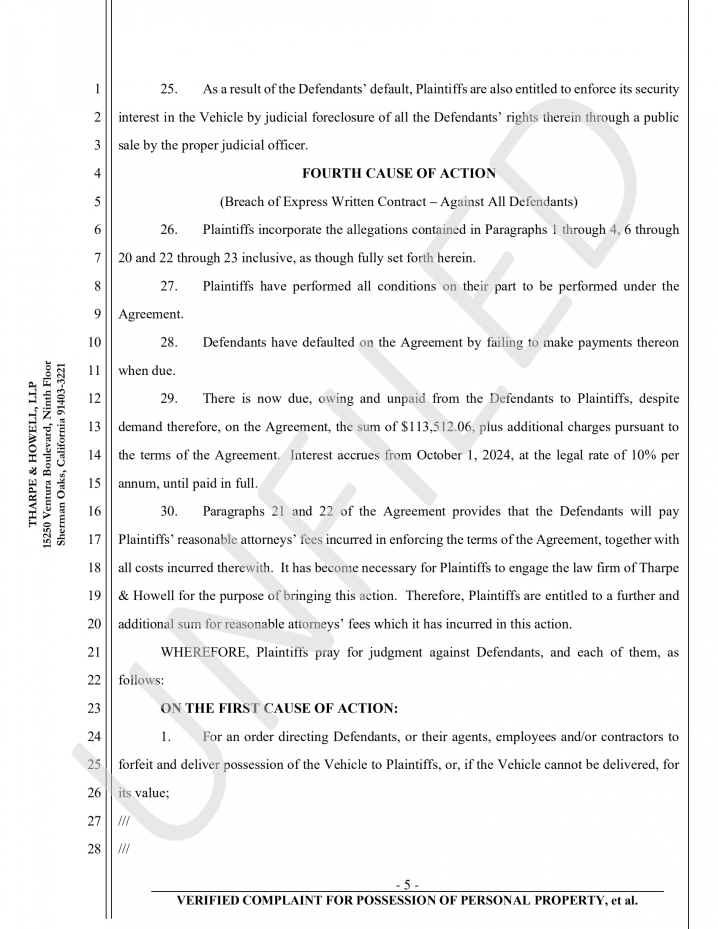 1 25. As a result of the Defendants’ default, Plaintiffs are also entitled to enforce its security
2 interest in the Vehicle by judicial foreclosure of all the Defendants’ rights therein through a public
3 sale by the proper judicial officer.
4 FOURTH CAUSE OF ACTION
5 (Breach of Express Written Contract – Against All Defendants)
6 26. Plaintiffs incorporate the allegations contained in Paragraphs 1 through 4, 6 through
7 20 and 22 through 23 inclusive, as though fully set forth herein.
8 27. Plaintiffs have performed all conditions on their part to be performed under the
9 Agreement.
10 28. Defendants have defaulted on the Agreement by failing to make payments thereon
11 when due.
12 29. There is now due, owing and unpaid from the Defendants to Plaintiffs, despite
13 demand therefore, on the Agreement, the sum of $113,512.06, plus additional charges pursuant to
14 the terms of the Agreement. Interest accrues from October 1, 2024, at the legal rate of 10% per
15 annum, until paid in full.
16 30. Paragraphs 21 and 22 of the Agreement provides that the Defendants will pay
17 Plaintiffs’ reasonable attorneys’ fees incurred in enforcing the terms of the Agreement, together with
18 all costs incurred therewith. It has become necessary for Plaintiffs to engage the law firm of Tharpe
19 & Howell for the purpose of bringing this action. Therefore, Plaintiffs are entitled to a further and
20 additional sum for reasonable attorneys’ fees which it has incurred in this action.
21 WHEREFORE, Plaintiffs pray for judgment against Defendants, and each of them, as
22 follows:
23 ON THE FIRST CAUSE OF ACTION:
24 1. For an order directing Defendants, or their agents, employees and/or contractors to
25 forfeit and deliver possession of the Vehicle to Plaintiffs, or, if the Vehicle cannot be delivered, for
26 its value;
27 ///
28 ///
THARPE & HOWELL, LLP
15250 Ventura Boulevard, Ninth Floor
Sherman Oaks, California 91403-3221
UNFILED
- 5 -
VERIFIED COMPLAINT FOR POSSESSION OF PERSONAL PROPERTY, et al.